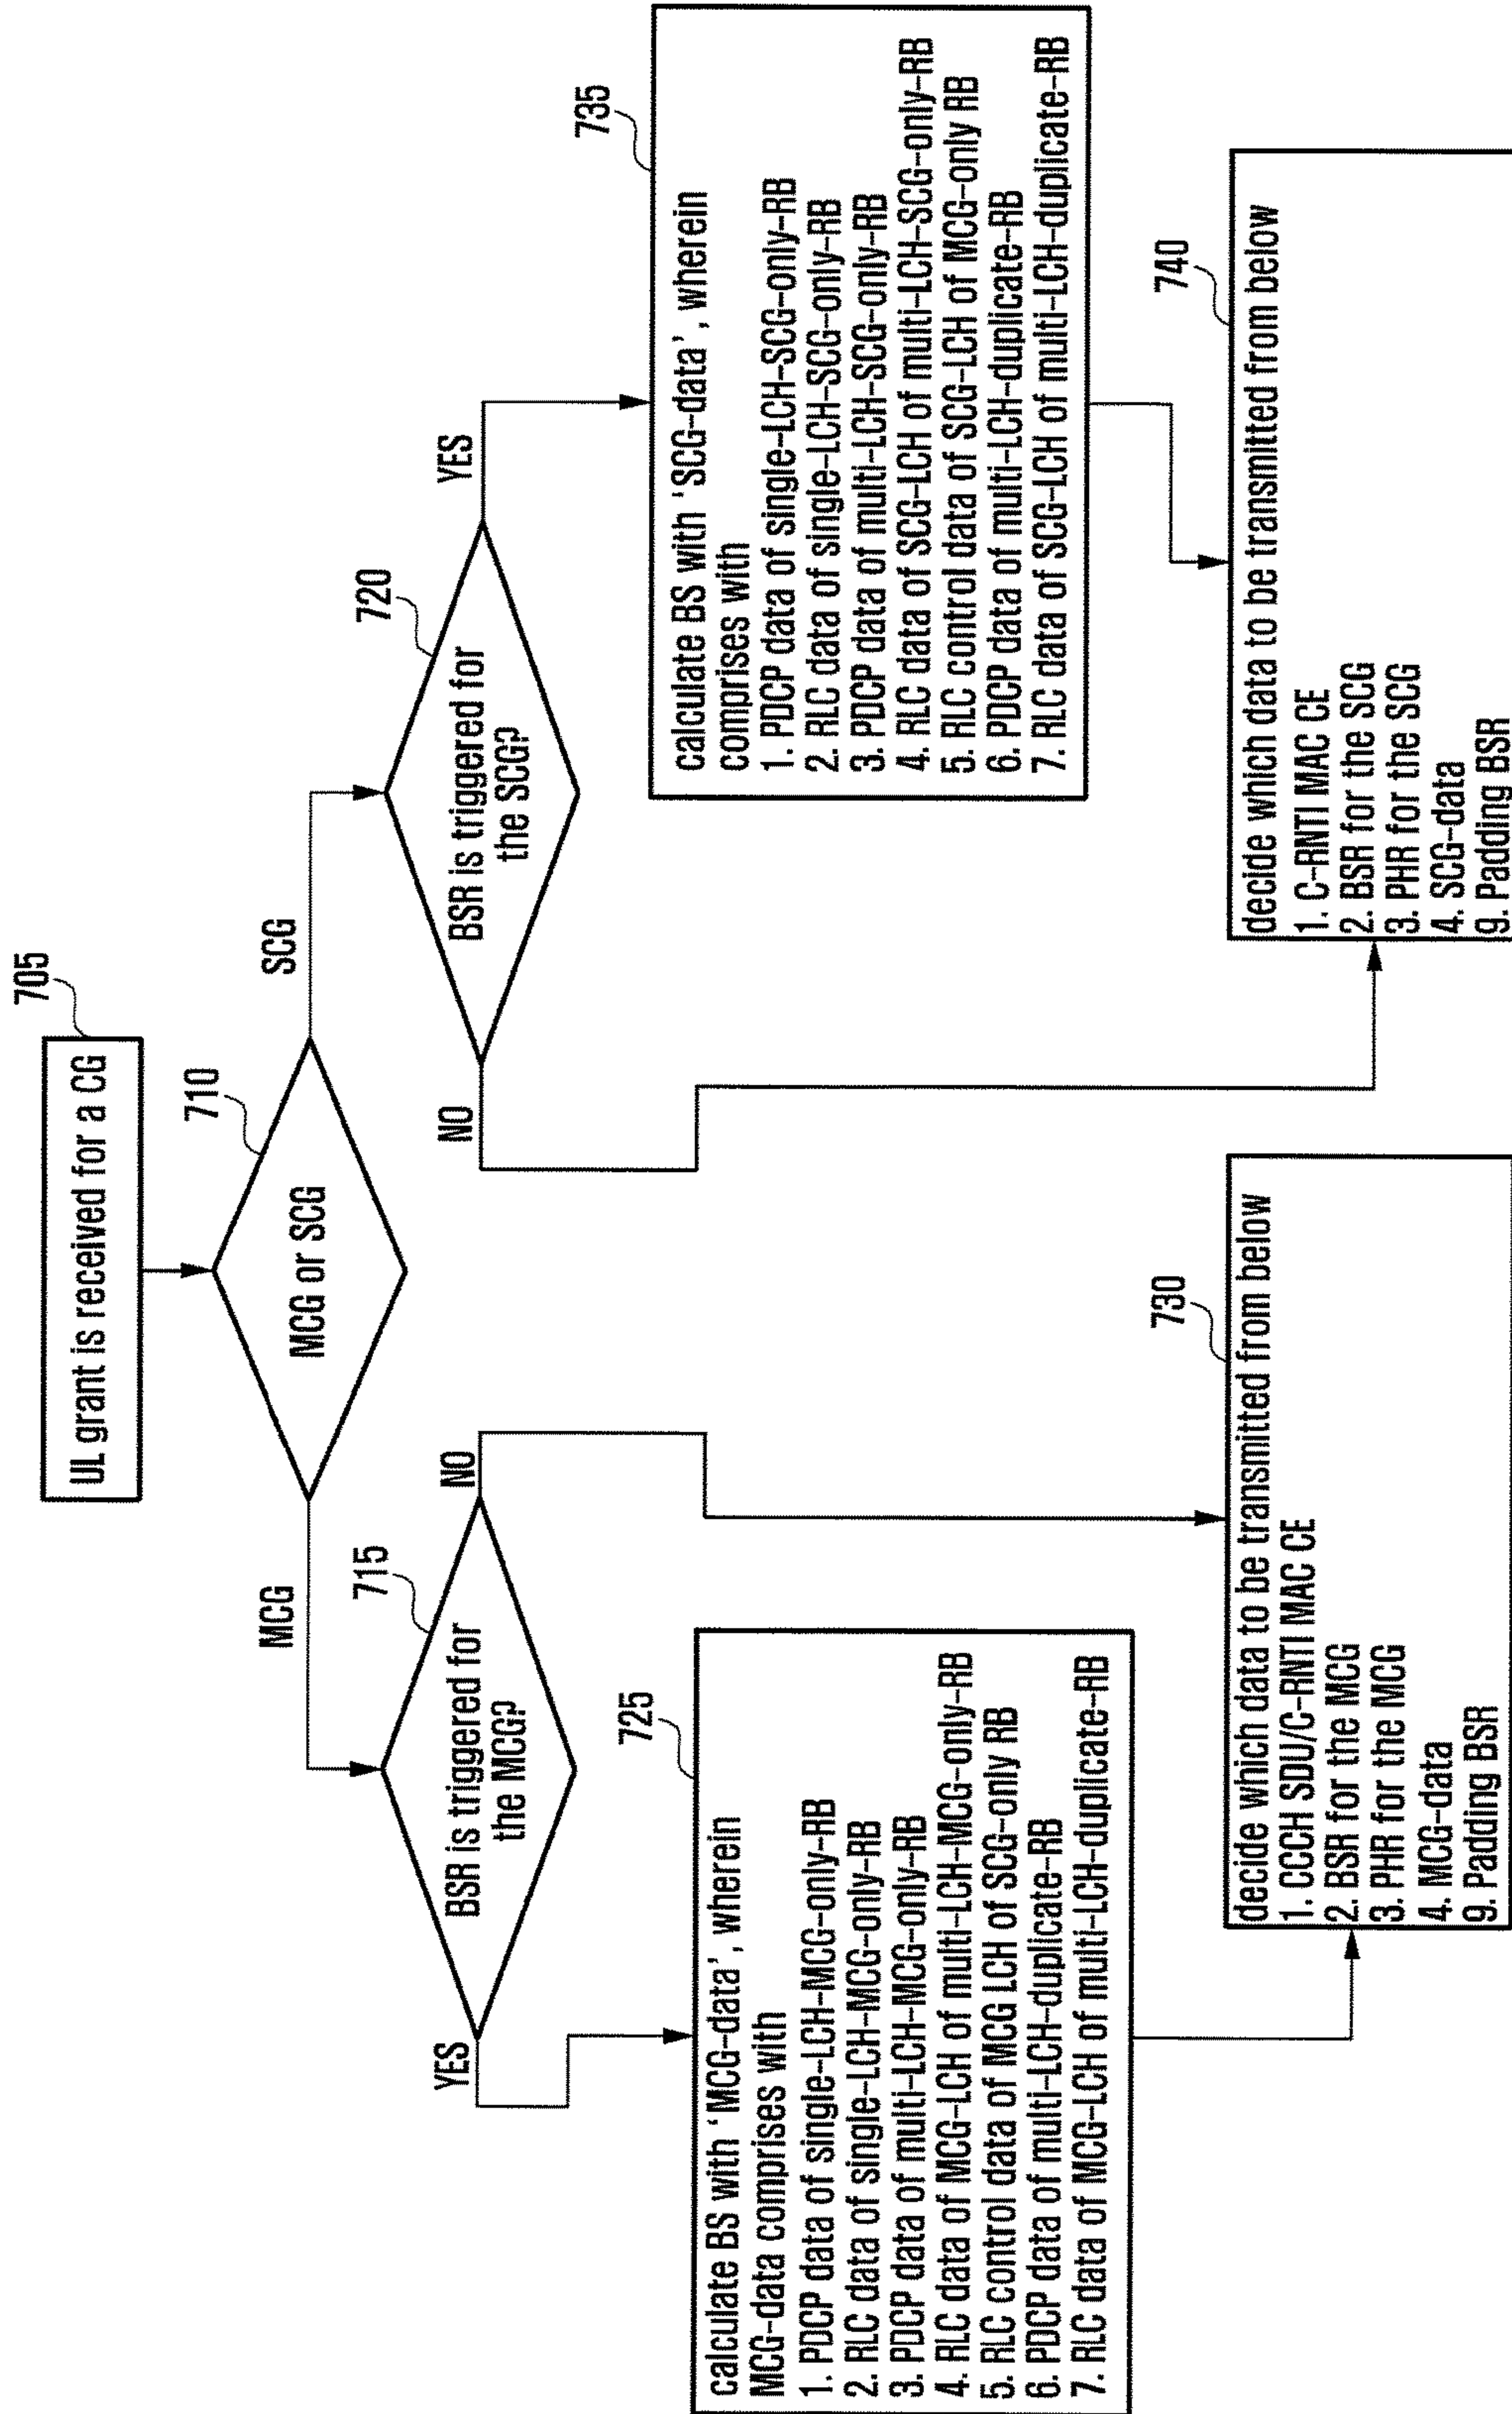 705
UL grant is received for a CG
710
MCG or SCG
MCG
SCG
715
BSR is triggered for
the MCG?
YES
NO
720
BSR is triggered for
the SCG?
NO
YES
725
calculate BS with 'MCG-data', wherein
MCG-data comprises with
1. PDCP data of single-LCH-MCG-only-RB
2. RLC data of single-LCH-MCG-only-RB
3. PDCP data of multi-LCH-MCG-only-RB
4. RLC data of MCG-LCH of multi-LCH-MCG-only-RB
5. RLC control data of MCG LCH of SCG-only RB
6. PDCP data of multi-LCH-duplicate-RB
7. RLC data of MCG-LCH of multi-LCH-duplicate-RB
735
calculate BS with 'SCG-data', wherein
comprises with
1. PDCP data of single-LCH-SCG-only-RB
2. RLC data of single-LCH-SCG-only-RB
3. PDCP data of multi-LCH-SCG-only-RB
4. RLC data of SCG-LCH of multi-LCH-SCG-only-RB
5. RLC control data of SCG-LCH of MCG-only RB
6. PDCP data of multi-LCH-duplicate-RB
7. RLC data of SCG-LCH of multi-LCH-duplicate-RB
730
decide which data to be transmitted from below
1. CCCH SDU/C-RNTI MAC CE
2. BSR for the MCG
3. PHR for the MCG
4. MCG-data
9. Padding BSR
740
decide which data to be transmitted from below
1. C-RNTI MAC CE
2. BSR for the SCG
3. PHR for the SCG
4. SCG-data
9. Padding BSR